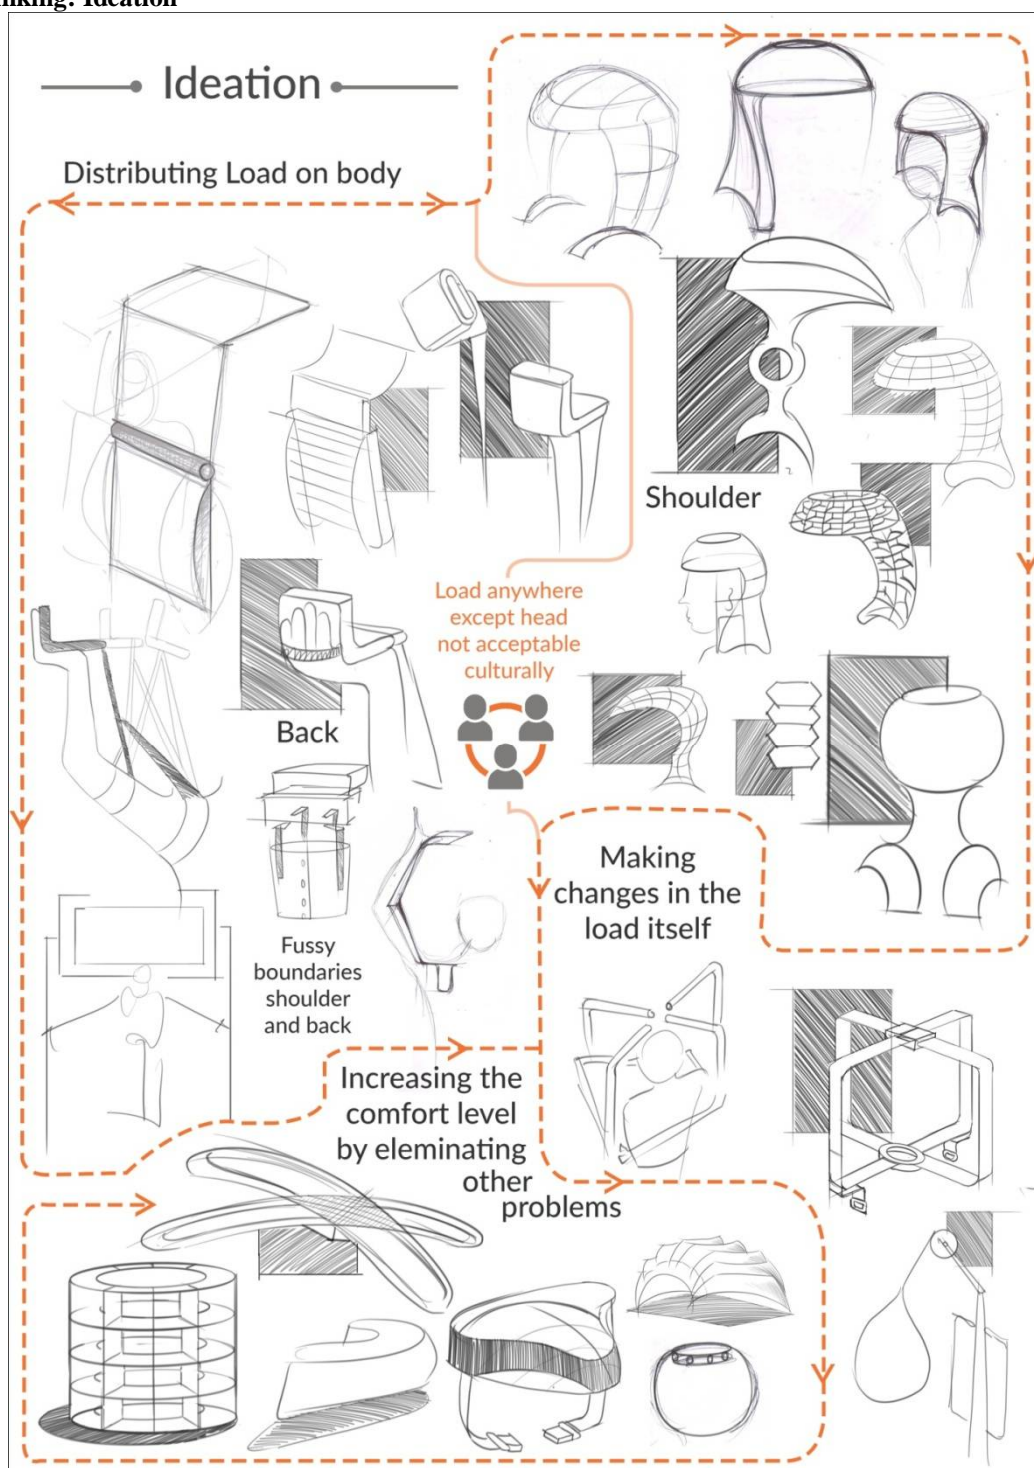 Ideation
Distributing Load on body
Shoulder
Load anywhere
except head
not acceptable
culturally
Back
Making
changes in the
load itself
Fussy
boundaries
shoulder
and back
Increasing the
comfort level
by eleminating
other
problems